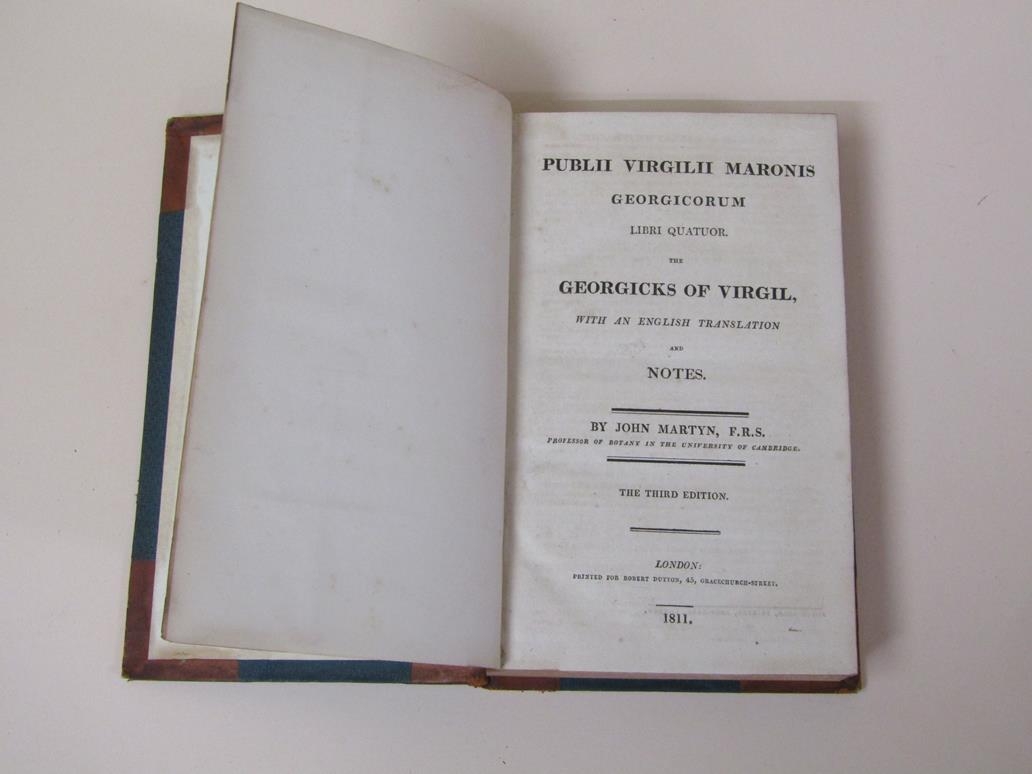 PUBLII VIRGILII MARONIS
GEORGICORUM
LIBRI QUATUOR.
THE
GEORGICKS OF VIRGIL,
WITH AN ENGLISH TRANSLATION
AND
NOTES.
BY JOHN MARTYN, F.R.S.
PROFESSOR OF BOTANY IN THE UNIVERSITY OF CAMBRIDGE.
THE THIRD EDITION.
LONDON:
PRINTED FOR ROBERT DUTTON, 45, GRACECHURCH-STREET.
1811.